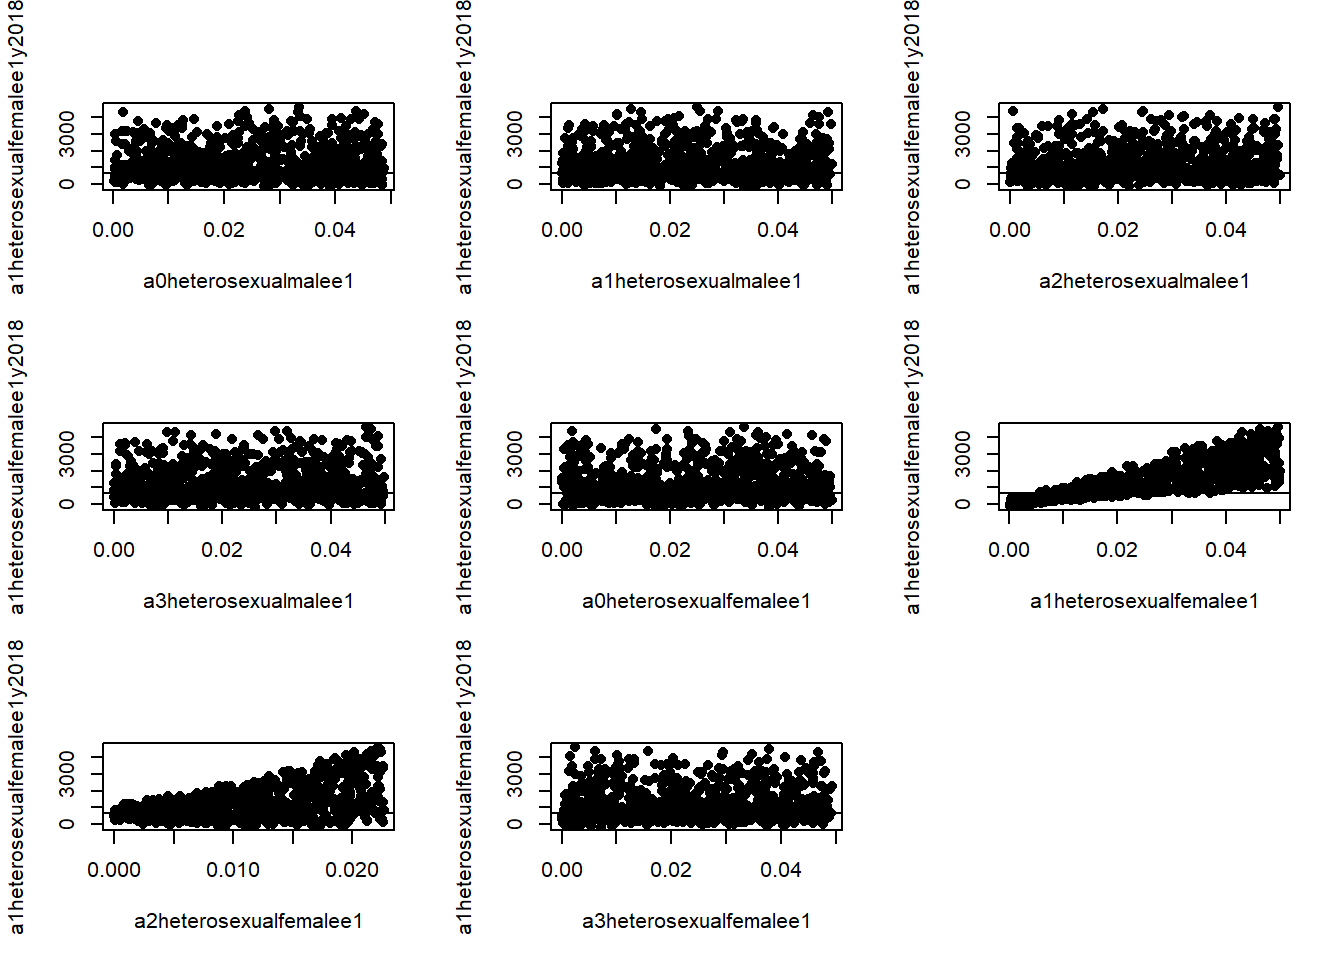 a1heterosexualfemalee1y2018
3000
0
0.00 0.02 0.04
a0heterosexualmalee1
a1heterosexualfemalee1y2018
3000
0
0.00 0.02 0.04
a1heterosexualmalee1
a1heterosexualfemalee1y2018
3000
0
0.00 0.02 0.04
a2heterosexualmalee1
a1heterosexualfemalee1y2018
3000
0
0.00 0.02 0.04
a3heterosexualmalee1
a1heterosexualfemalee1y2018
3000
0
0.00 0.02 0.04
a0heterosexualfemalee1
a1heterosexualfemalee1y2018
3000
0
0.00 0.02 0.04
a1heterosexualfemalee1
a1heterosexualfemalee1y2018
3000
0
0.000 0.010 0.020
a2heterosexualfemalee1
a1heterosexualfemalee1y2018
3000
0
0.00 0.02 0.04
a3heterosexualfemalee1